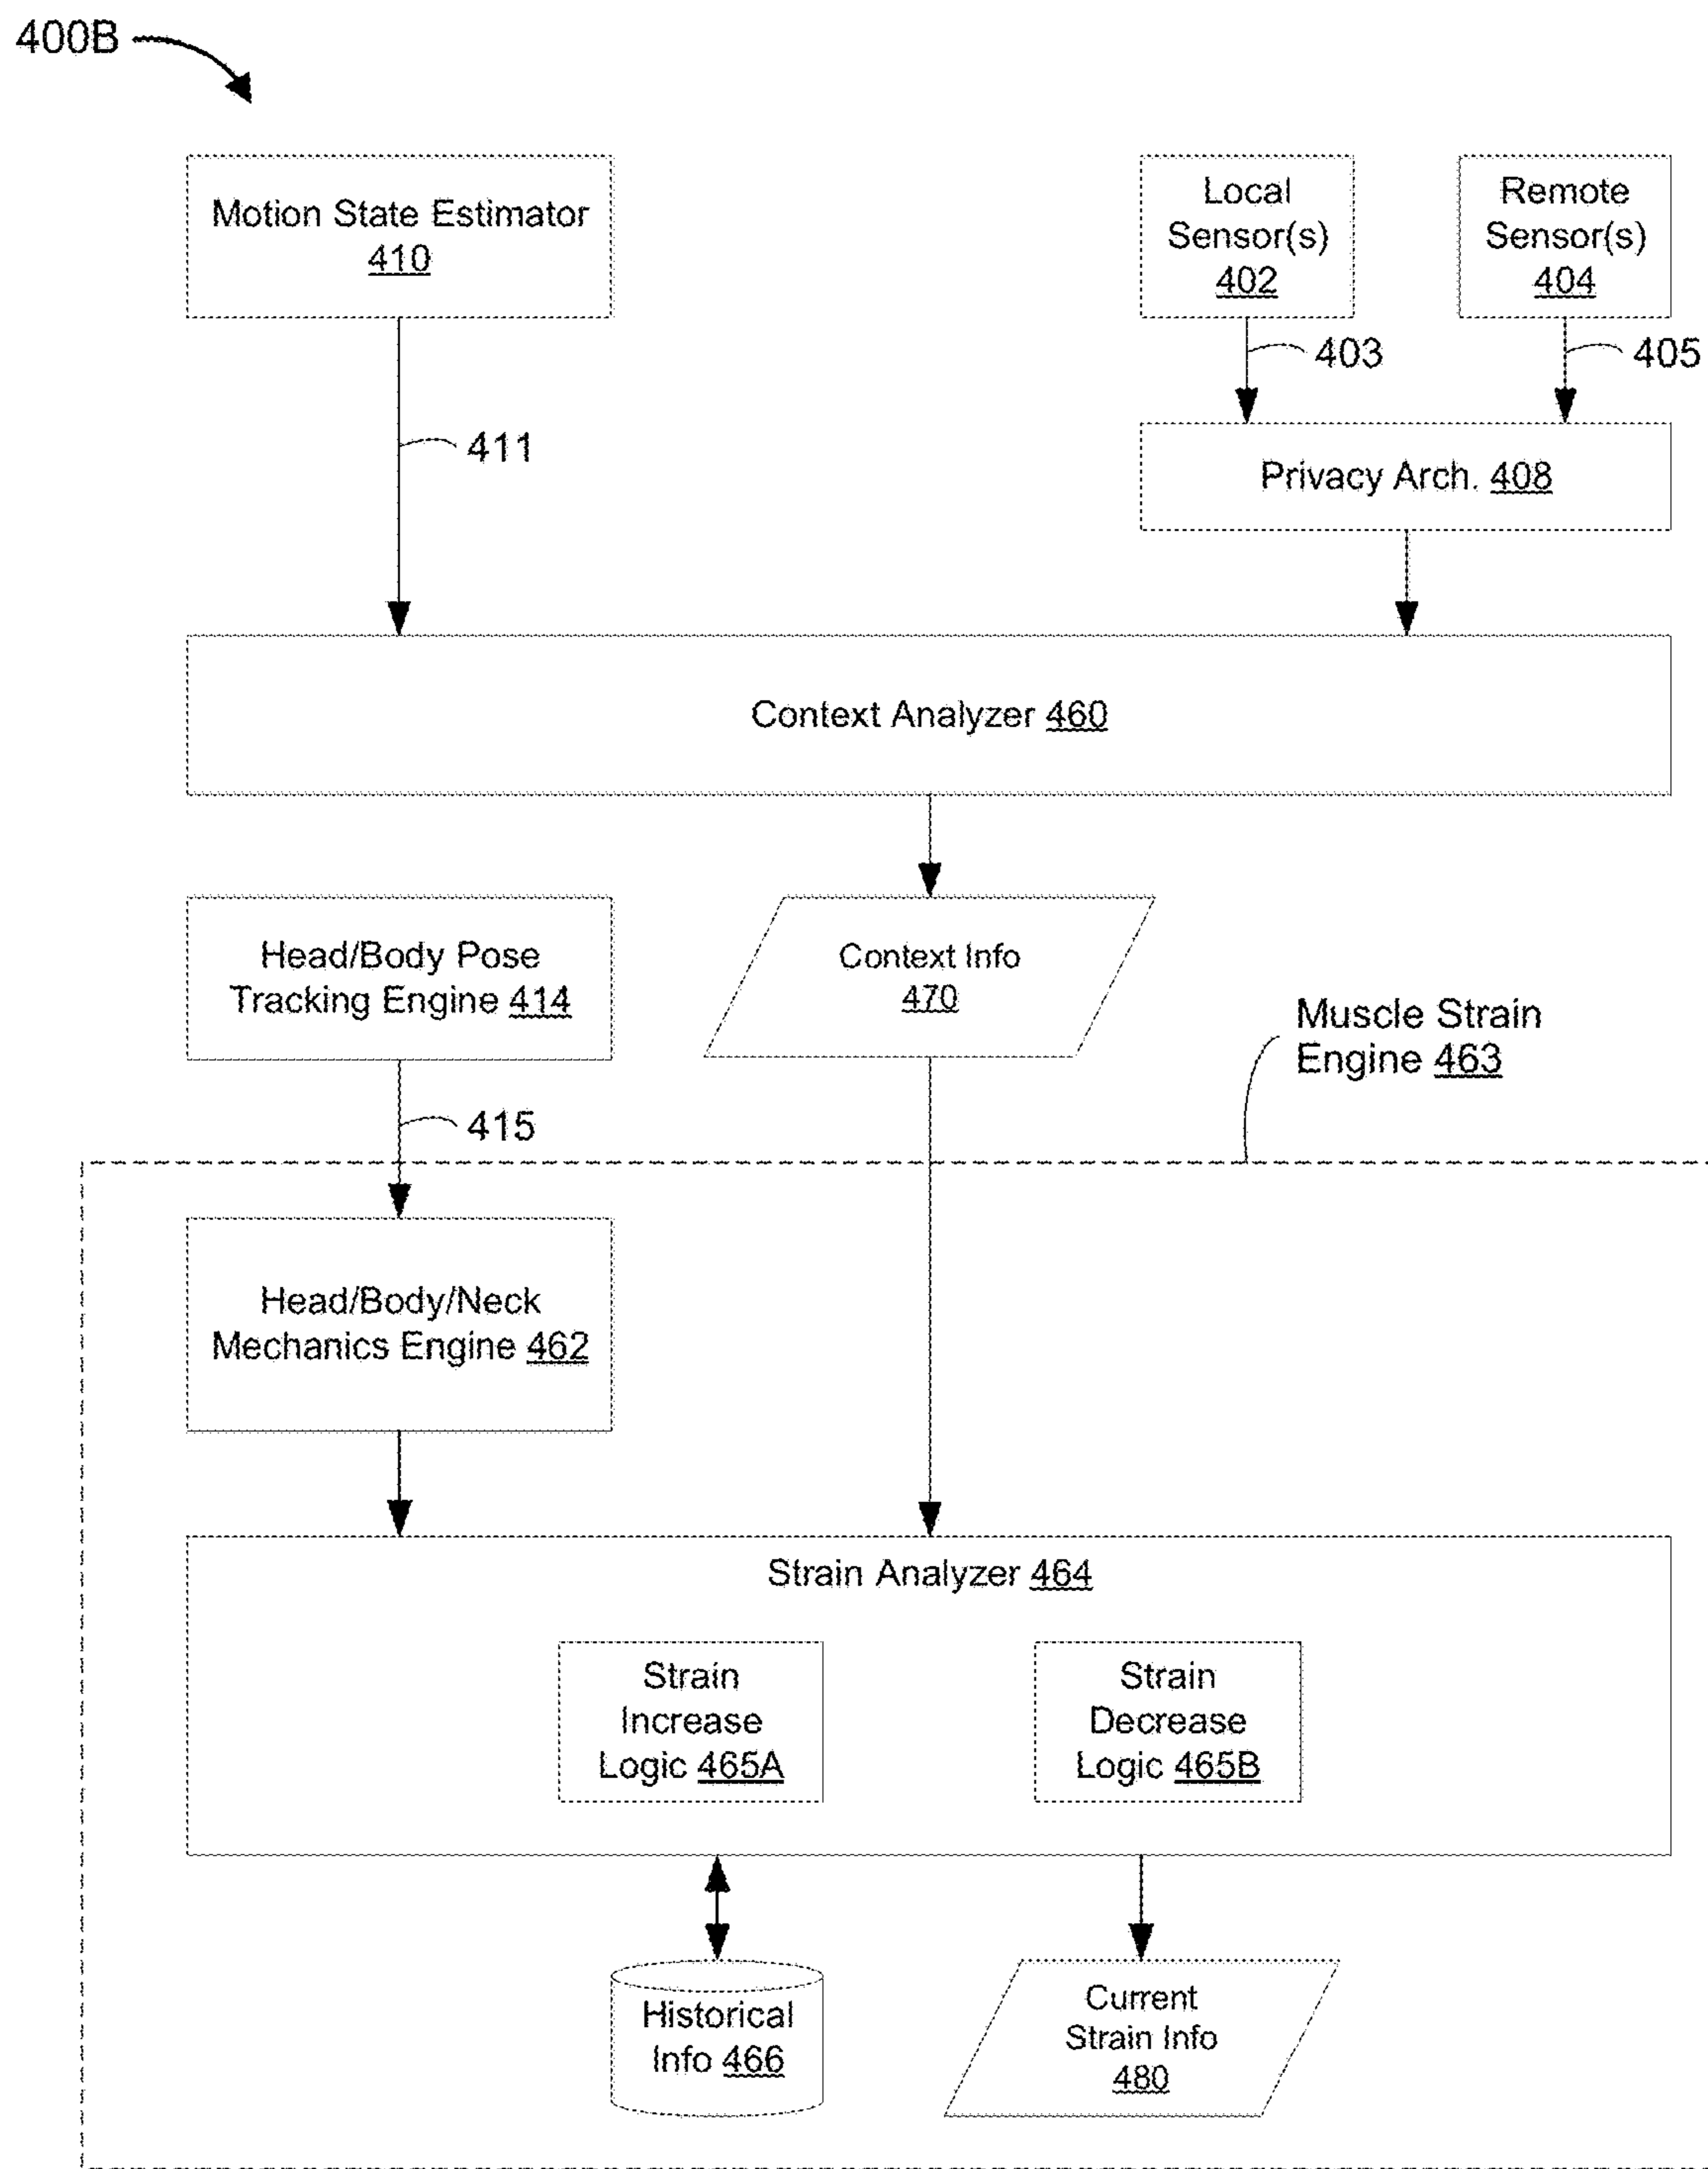 400B
Motion State Estimator
410
Local
Sensor(s)
402
Remote
Sensor(s)
404
403
405
411
Privacy Arch. 408
Context Analyzer 460
Head/Body Pose
Tracking Engine 414
Context Info
470
Muscle Strain
Engine 463
415
Head/Body/Neck
Mechanics Engine 462
Strain Analyzer 464
Strain
Increase
Logic 465A
Strain
Decrease
Logic 465B
Historical
Info 466
Current
Strain Info
480